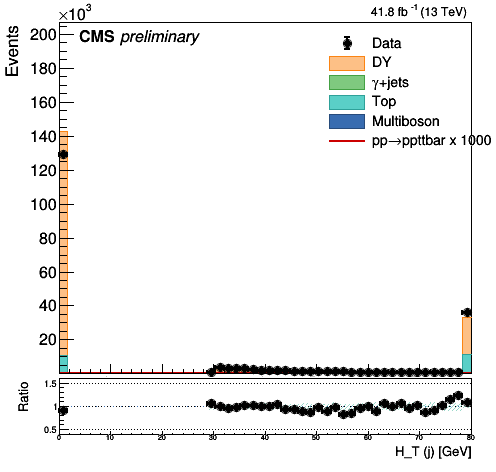 ×10³
41.8 fb⁻¹ (13 TeV)
CMS preliminary
Events
200
180
160
140
120
100
80
60
40
20
Data
DY
γ+jets
Top
Multiboson
pp→ppttbar x 1000
Ratio
1.5
1
0.5
0 10 20 30 40 50 60 70 80
H_T (j) [GeV]